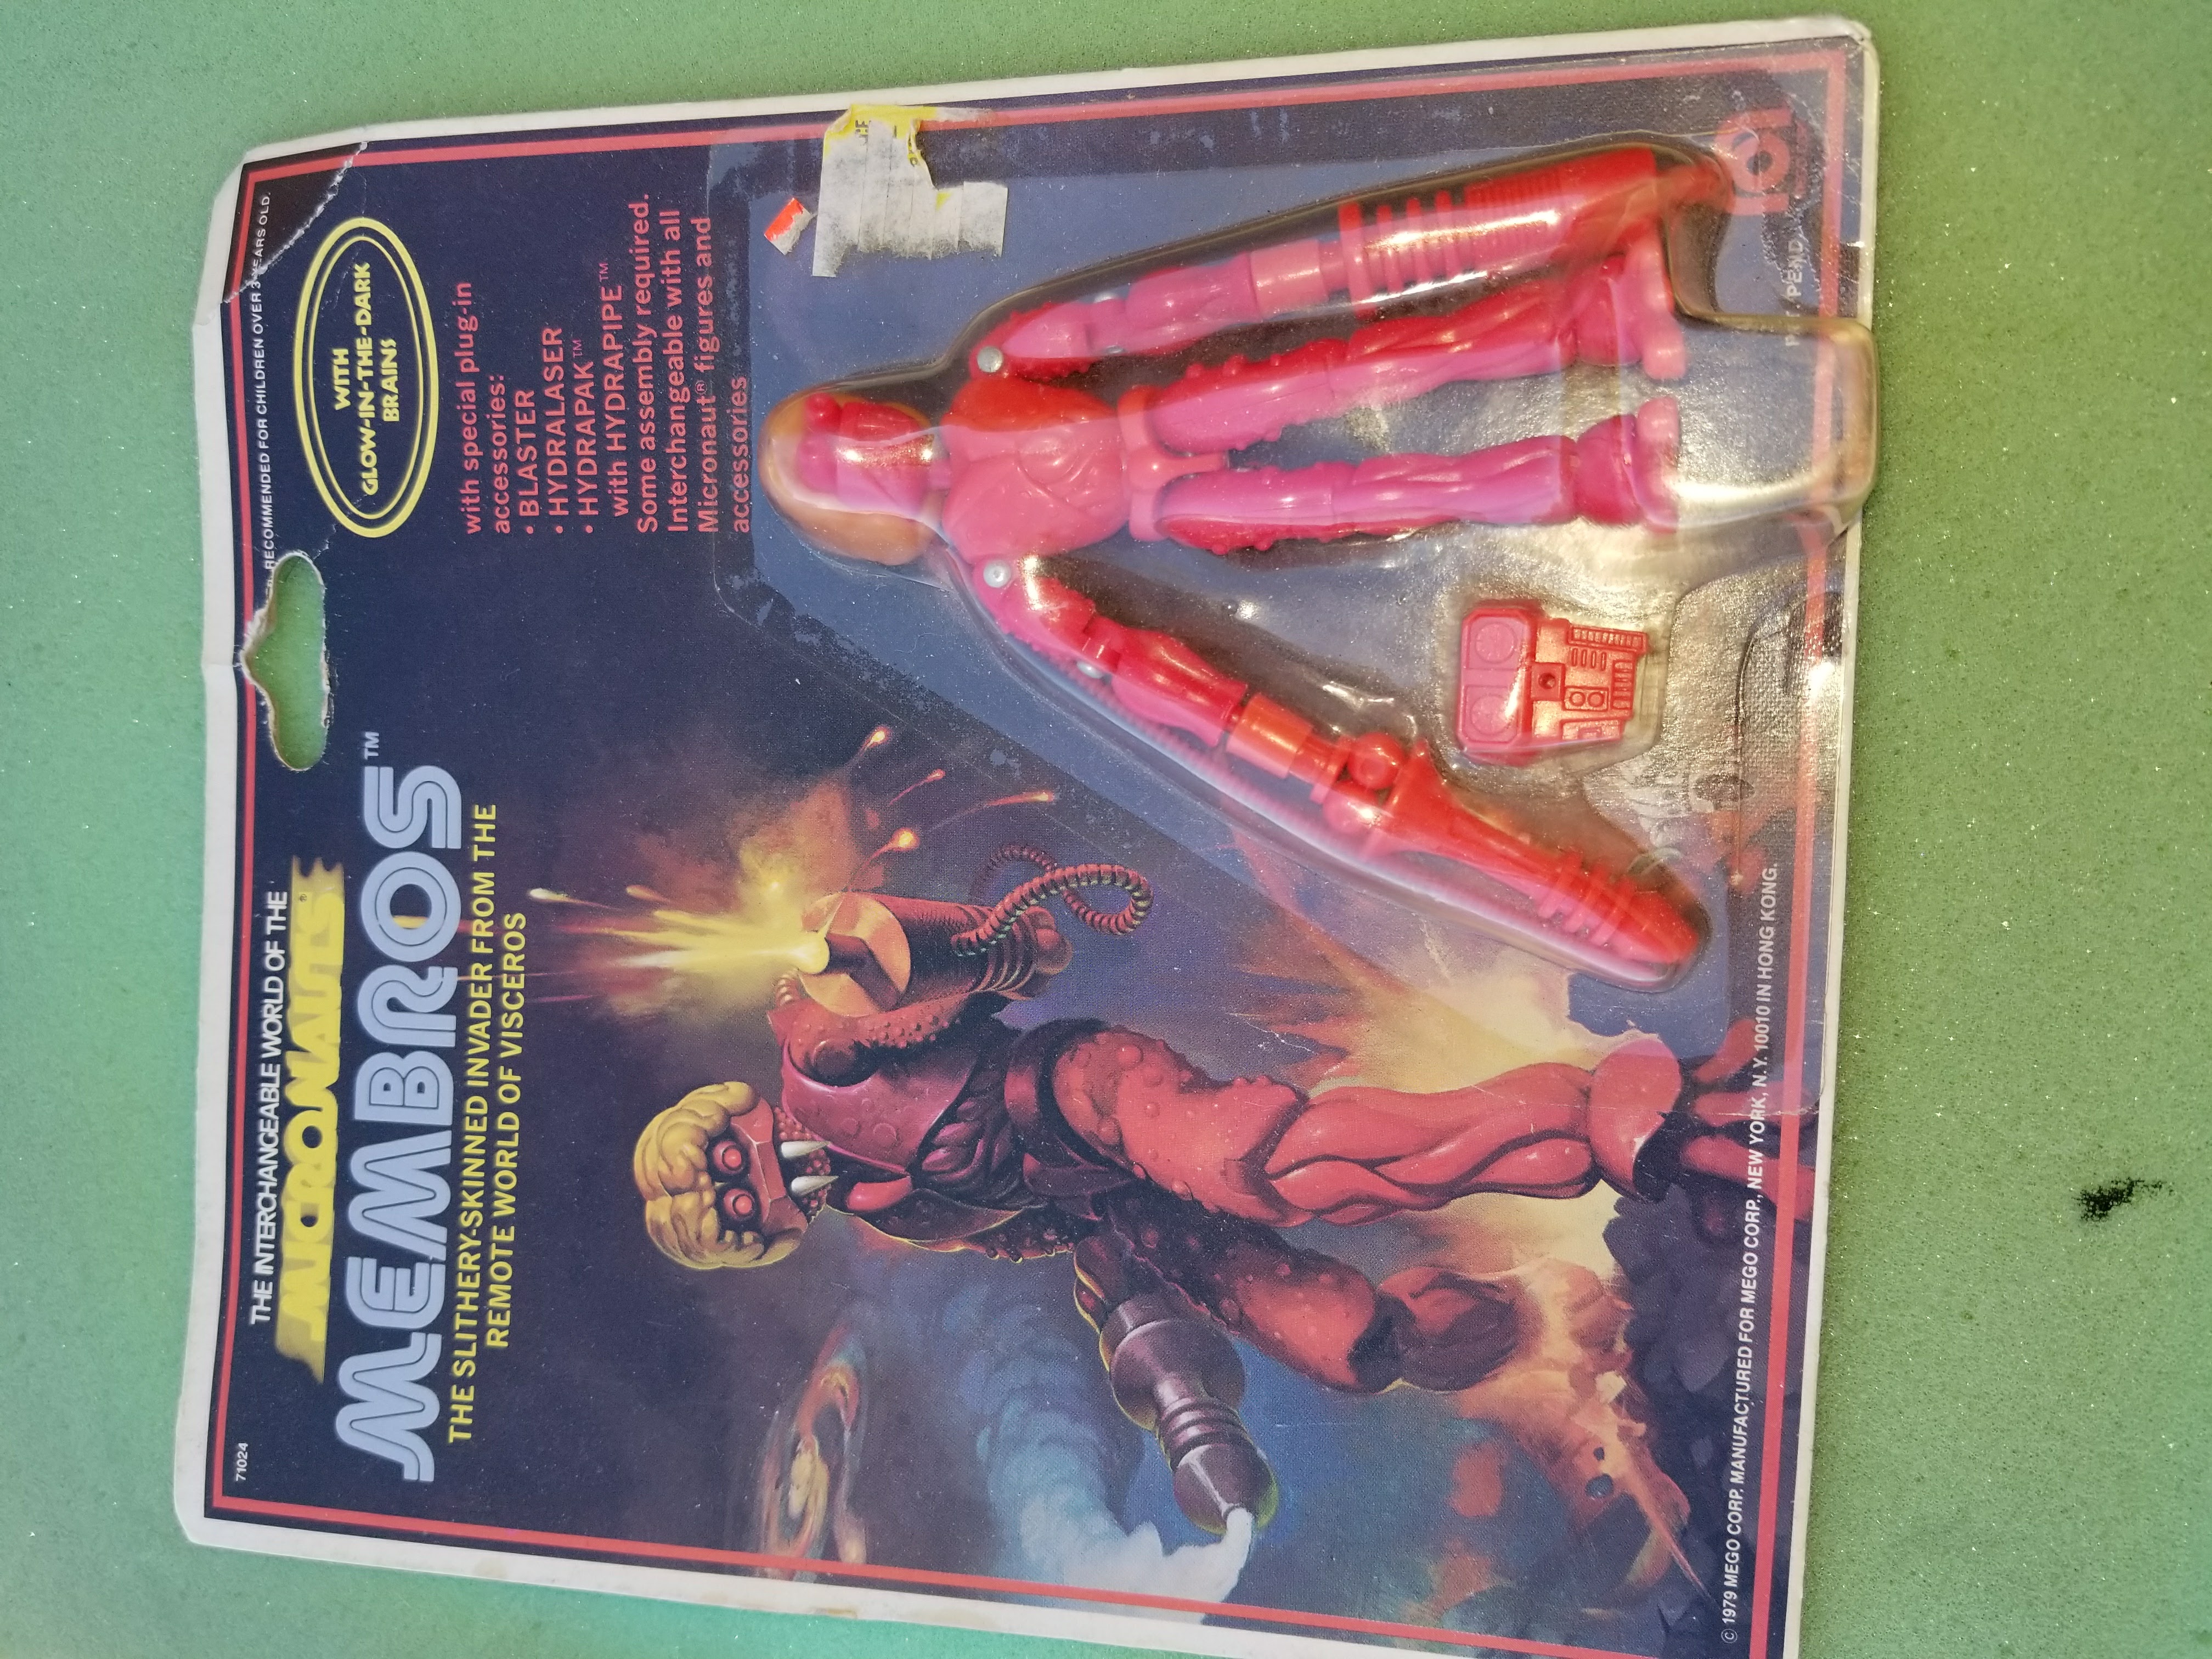 71024
THE INTERCHANGEABLE WORLD OF THE
MICRONAUTS®
MEMBROS™
THE SLITHERY-SKINNED INVADER FROM THE
REMOTE WORLD OF VISCEROS
RECOMMENDED FOR CHILDREN OVER 3 YEARS OLD.
WITH
GLOW-IN-THE-DARK
BRAINS
with special plug-in
accessories:
• BLASTER
• HYDRALASER
• HYDRAPAK™
with HYDRAPIPE™
Some assembly required.
Interchangeable with all
Micronaut® figures and
accessories
© 1979 MEGO CORP. MANUFACTURED FOR MEGO CORP., NEW YORK, N.Y. 10010 IN HONG KONG.
PAT. PEND.